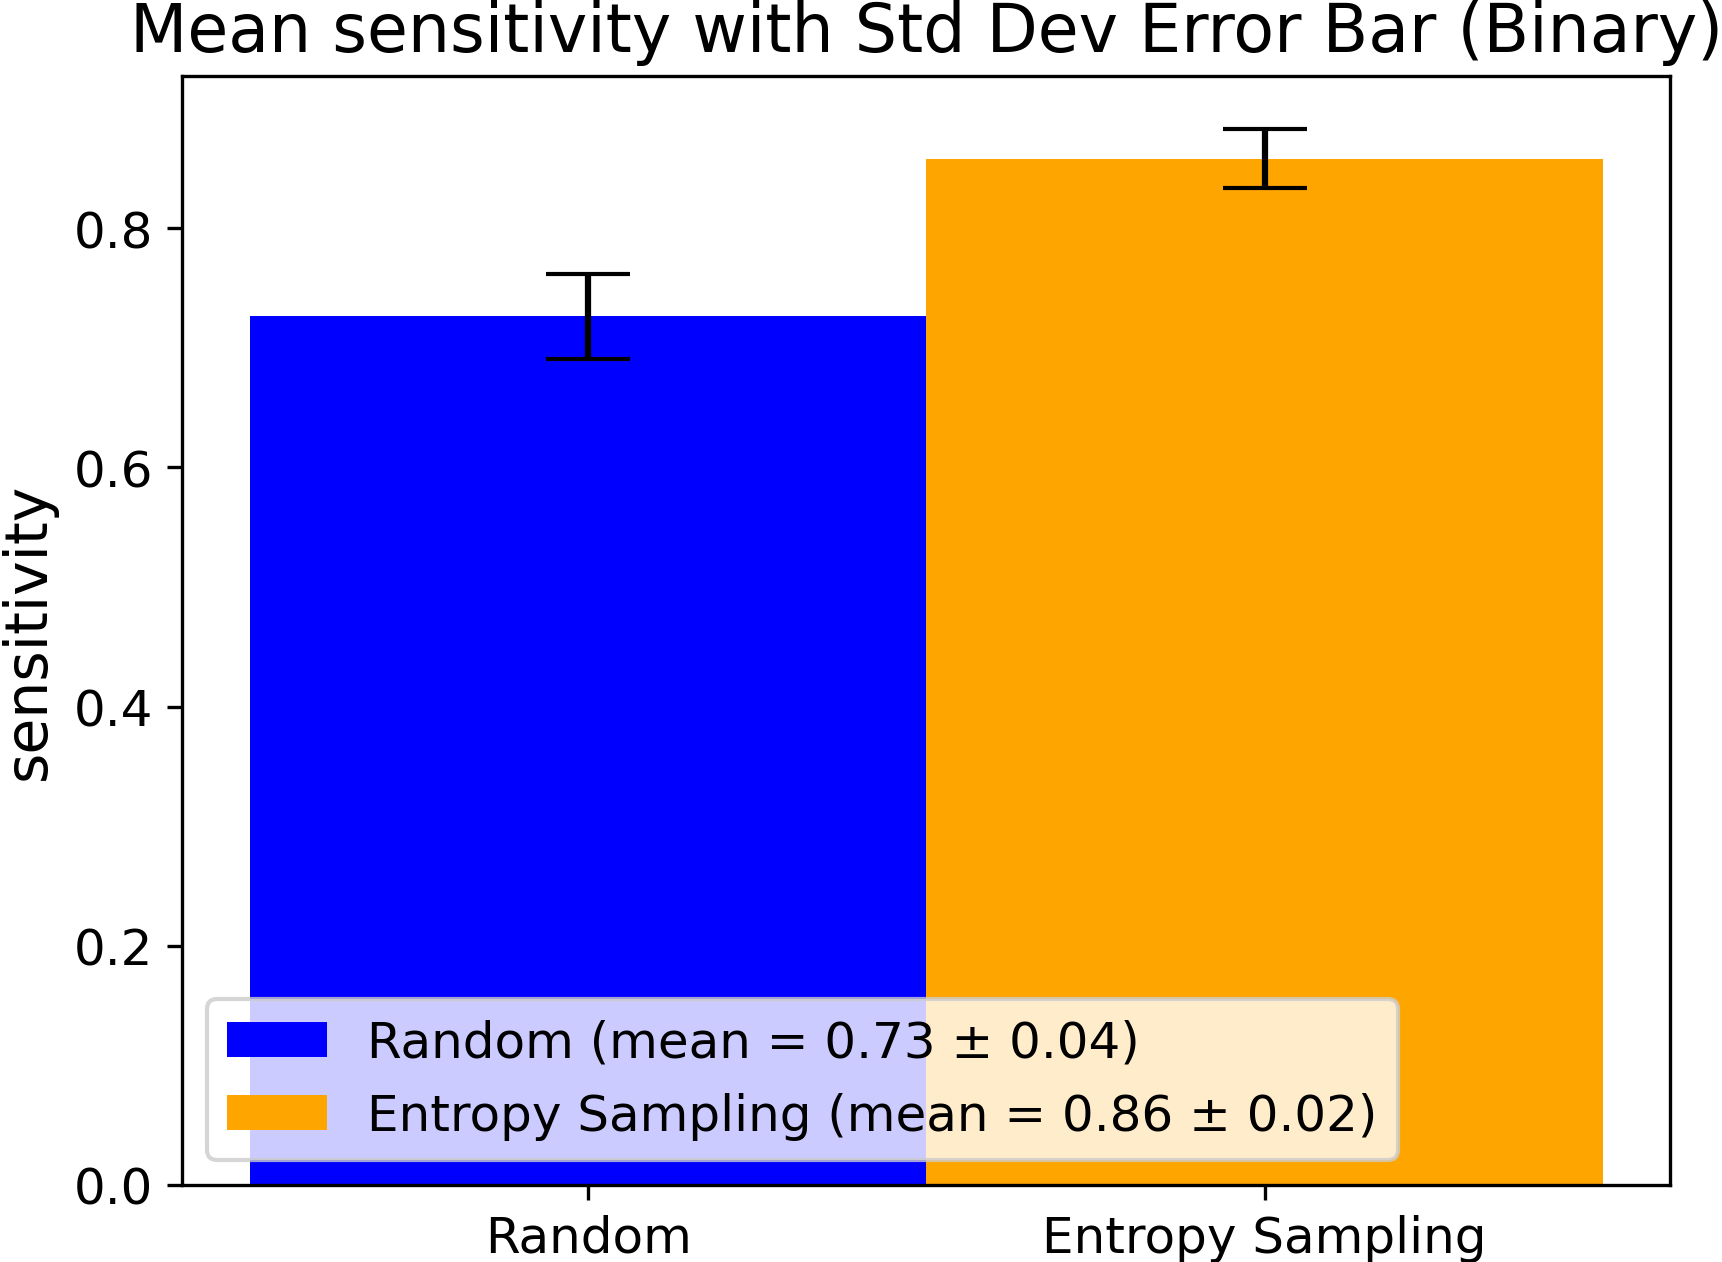 Mean sensitivity with Std Dev Error Bar (Binary)
sensitivity
0.8
0.6
0.4
0.2
0.0
Random (mean = 0.73 ± 0.04)
Entropy Sampling (mean = 0.86 ± 0.02)
Random
Entropy Sampling